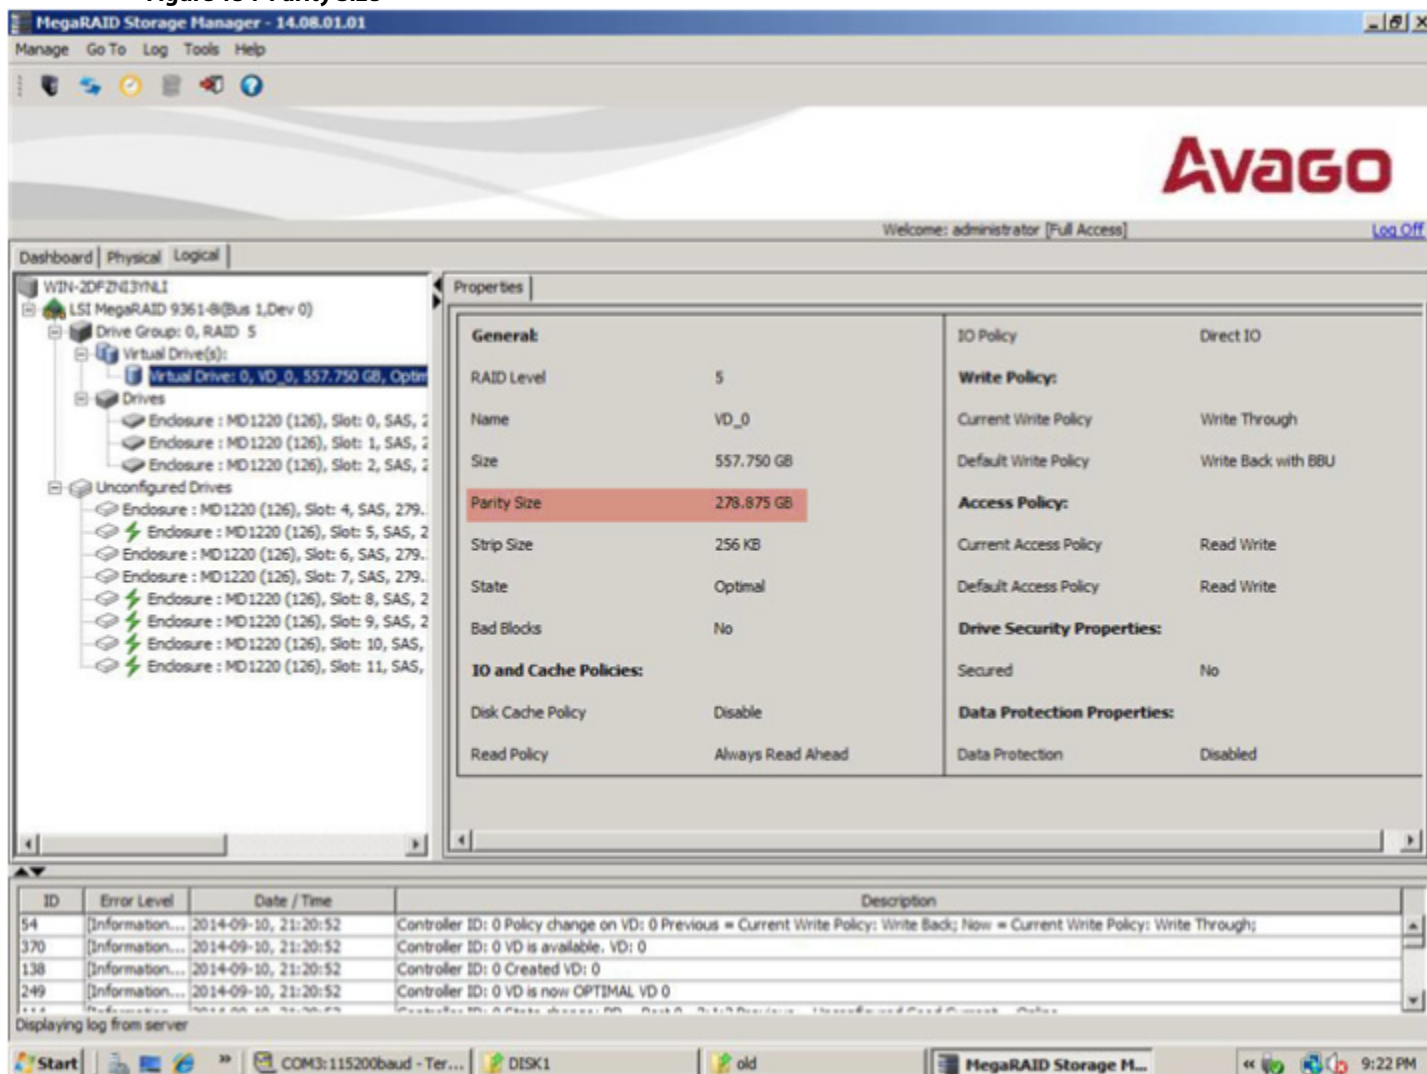 MegaRAID Storage Manager - 14.08.01.01
Manage Go To Log Tools Help
AVAGO
Welcome: administrator [Full Access] Log Off
Dashboard Physical Logical
WIN-2DFZNI3YNLI
LSI MegaRAID 9361-8i(Bus 1,Dev 0)
Drive Group: 0, RAID 5
Virtual Drive(s):
Virtual Drive: 0, VD_0, 557.750 GB, Optim
Drives
Enclosure : MD1220 (126), Slot: 0, SAS, 2
Enclosure : MD1220 (126), Slot: 1, SAS, 2
Enclosure : MD1220 (126), Slot: 2, SAS, 2
Unconfigured Drives
Enclosure : MD1220 (126), Slot: 4, SAS, 279.
Enclosure : MD1220 (126), Slot: 5, SAS, 2
Enclosure : MD1220 (126), Slot: 6, SAS, 279.
Enclosure : MD1220 (126), Slot: 7, SAS, 279.
Enclosure : MD1220 (126), Slot: 8, SAS, 2
Enclosure : MD1220 (126), Slot: 9, SAS, 2
Enclosure : MD1220 (126), Slot: 10, SAS,
Enclosure : MD1220 (126), Slot: 11, SAS,
Properties
General:
RAID Level 5
Name VD_0
Size 557.750 GB
Parity Size 278.875 GB
Strip Size 256 KB
State Optimal
Bad Blocks No
IO and Cache Policies:
Disk Cache Policy Disable
Read Policy Always Read Ahead
IO Policy Direct IO
Write Policy:
Current Write Policy Write Through
Default Write Policy Write Back with BBU
Access Policy:
Current Access Policy Read Write
Default Access Policy Read Write
Drive Security Properties:
Secured No
Data Protection Properties:
Data Protection Disabled
ID Error Level Date / Time Description
54 [Information... 2014-09-10, 21:20:52 Controller ID: 0 Policy change on VD: 0 Previous = Current Write Policy: Write Back; Now = Current Write Policy: Write Through;
370 [Information... 2014-09-10, 21:20:52 Controller ID: 0 VD is available. VD: 0
138 [Information... 2014-09-10, 21:20:52 Controller ID: 0 Created VD: 0
249 [Information... 2014-09-10, 21:20:52 Controller ID: 0 VD is now OPTIMAL VD 0
Displaying log from server
Start COM3:115200baud - Ter... DISK1 old MegaRAID Storage M... 9:22 PM